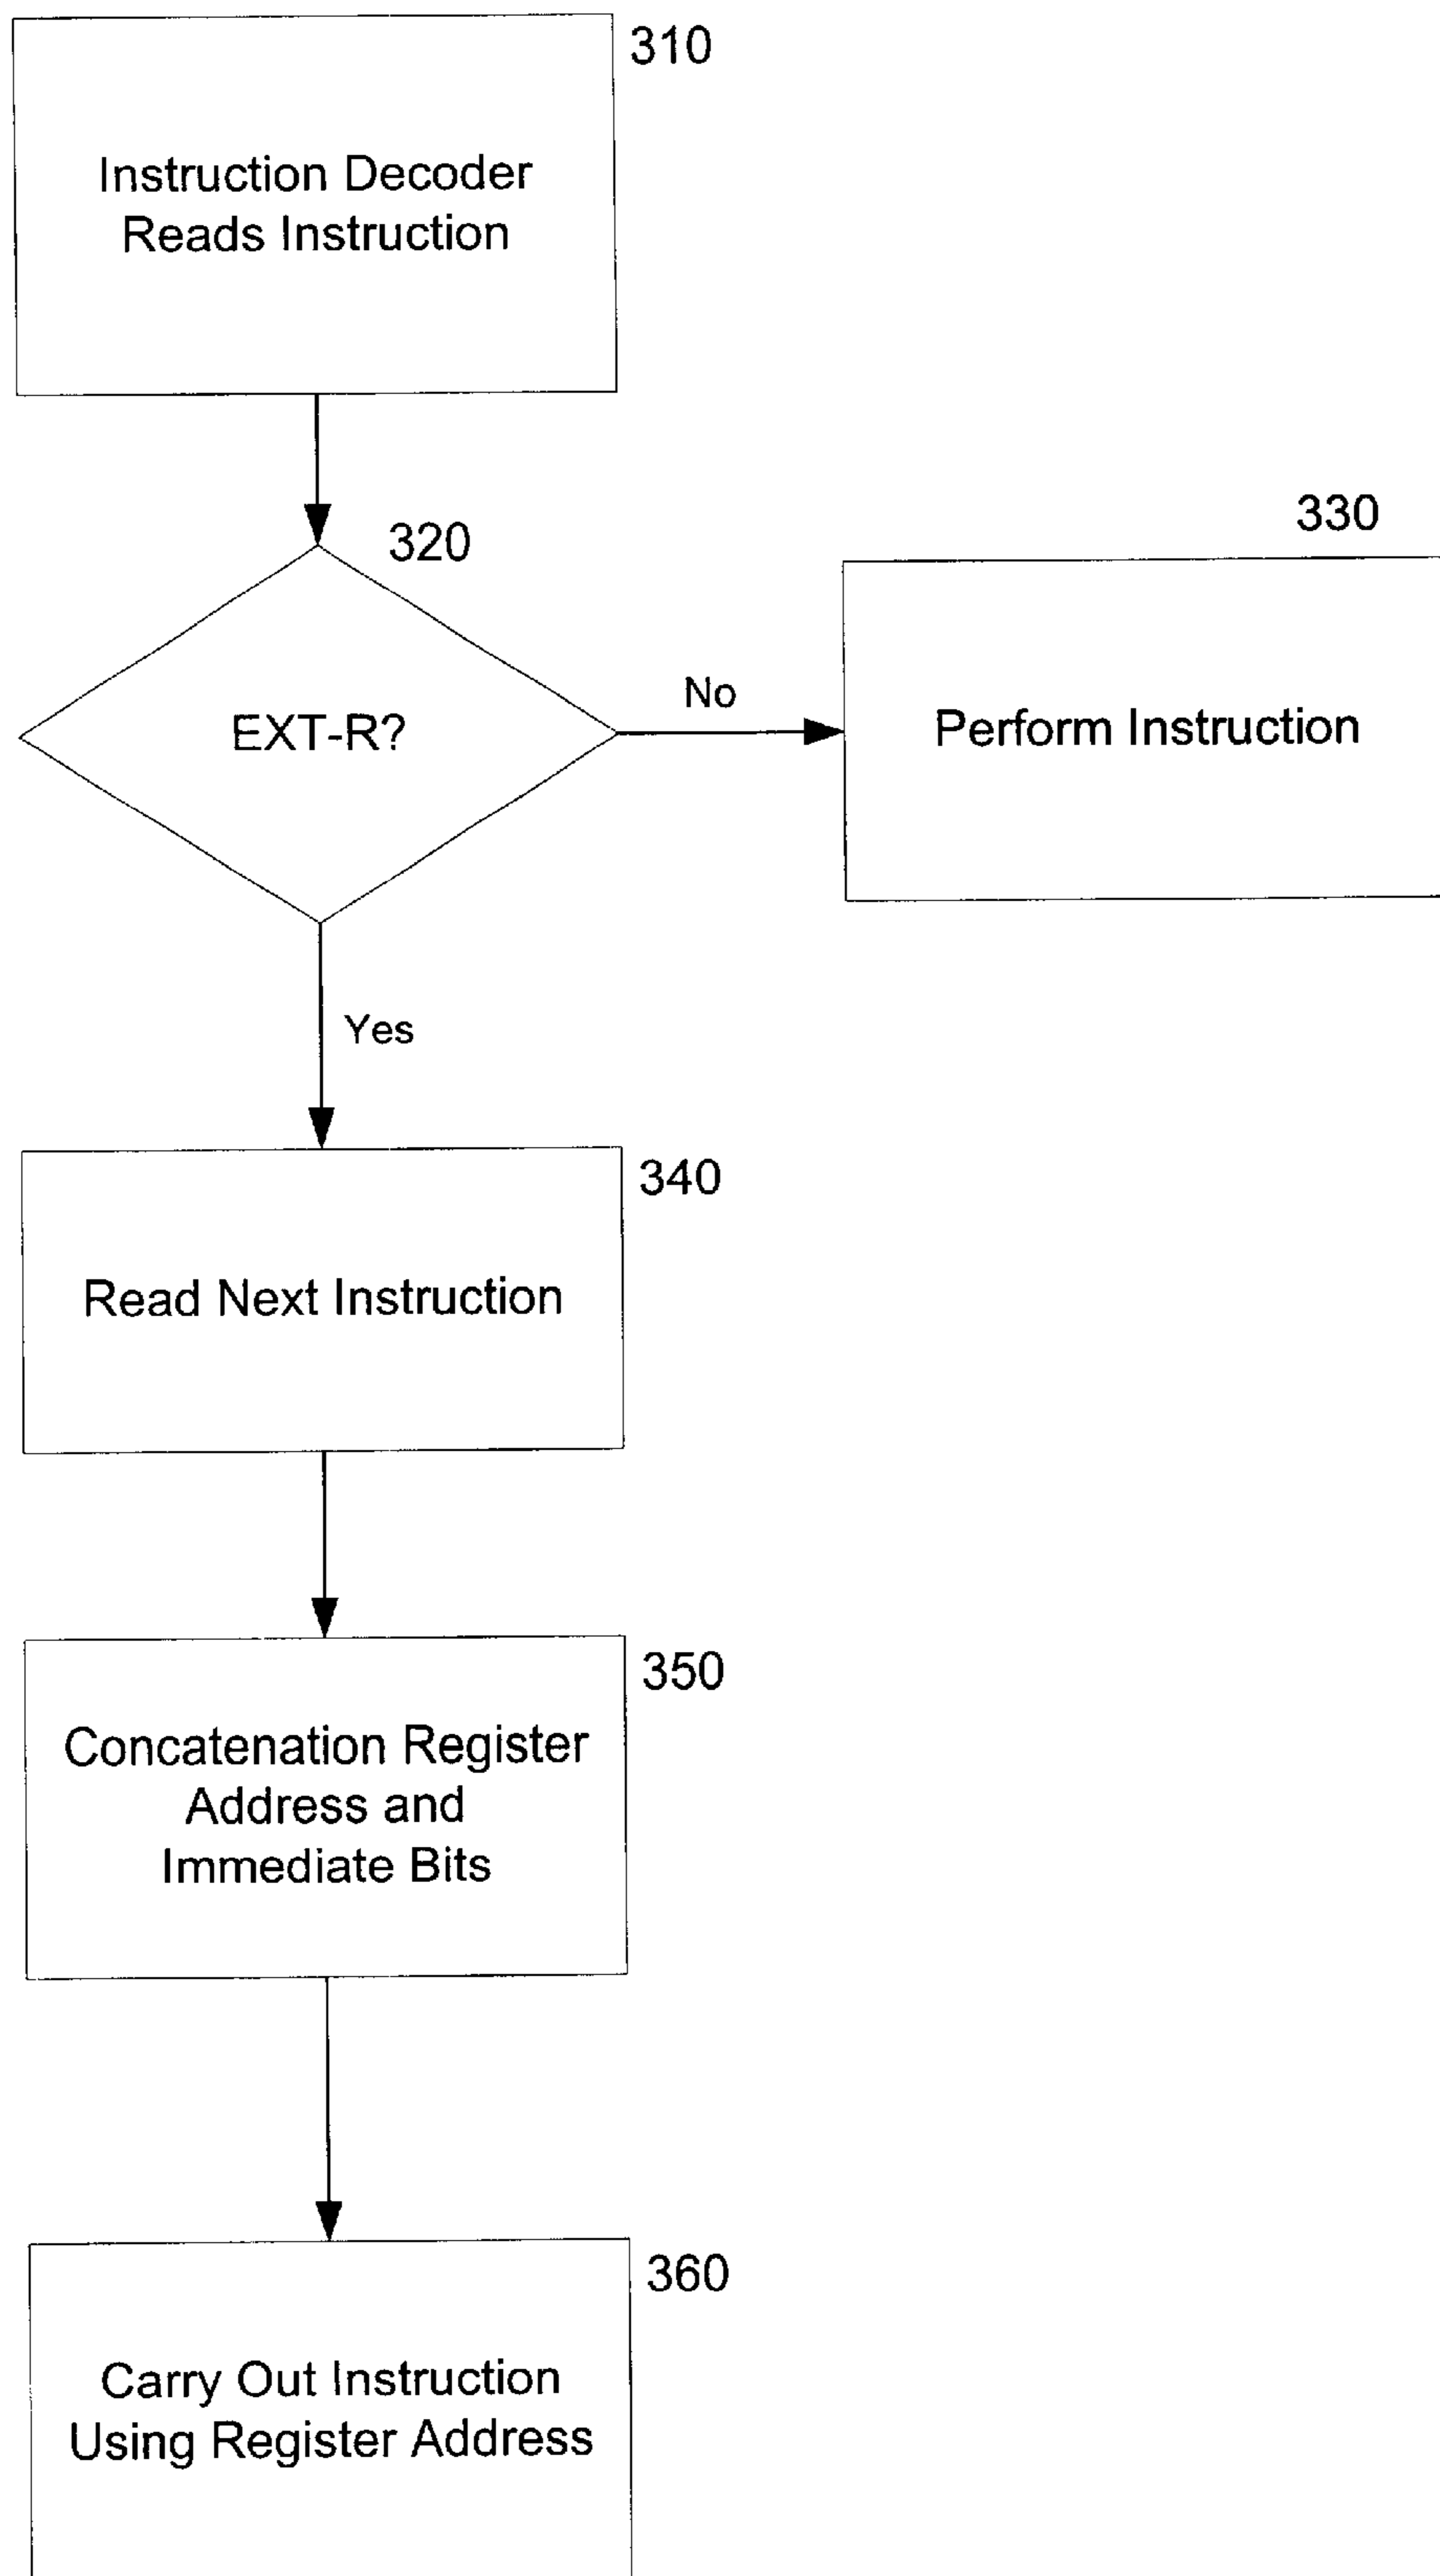 310
Instruction Decoder
Reads Instruction
320
330
EXT-R?
No
Perform Instruction
Yes
340
Read Next Instruction
350
Concatenation Register
Address and
Immediate Bits
360
Carry Out Instruction
Using Register Address